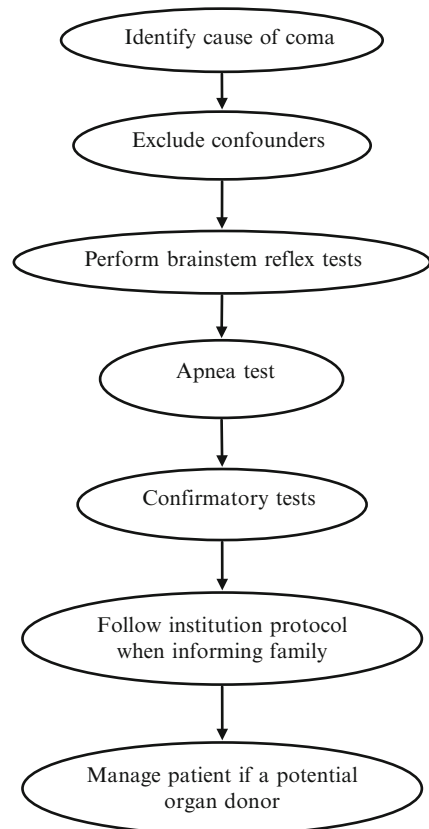 Identify cause of coma
Exclude confounders
Perform brainstem reflex tests
Apnea test
Confirmatory tests
Follow institution protocol
when informing family
Manage patient if a potential
organ donor